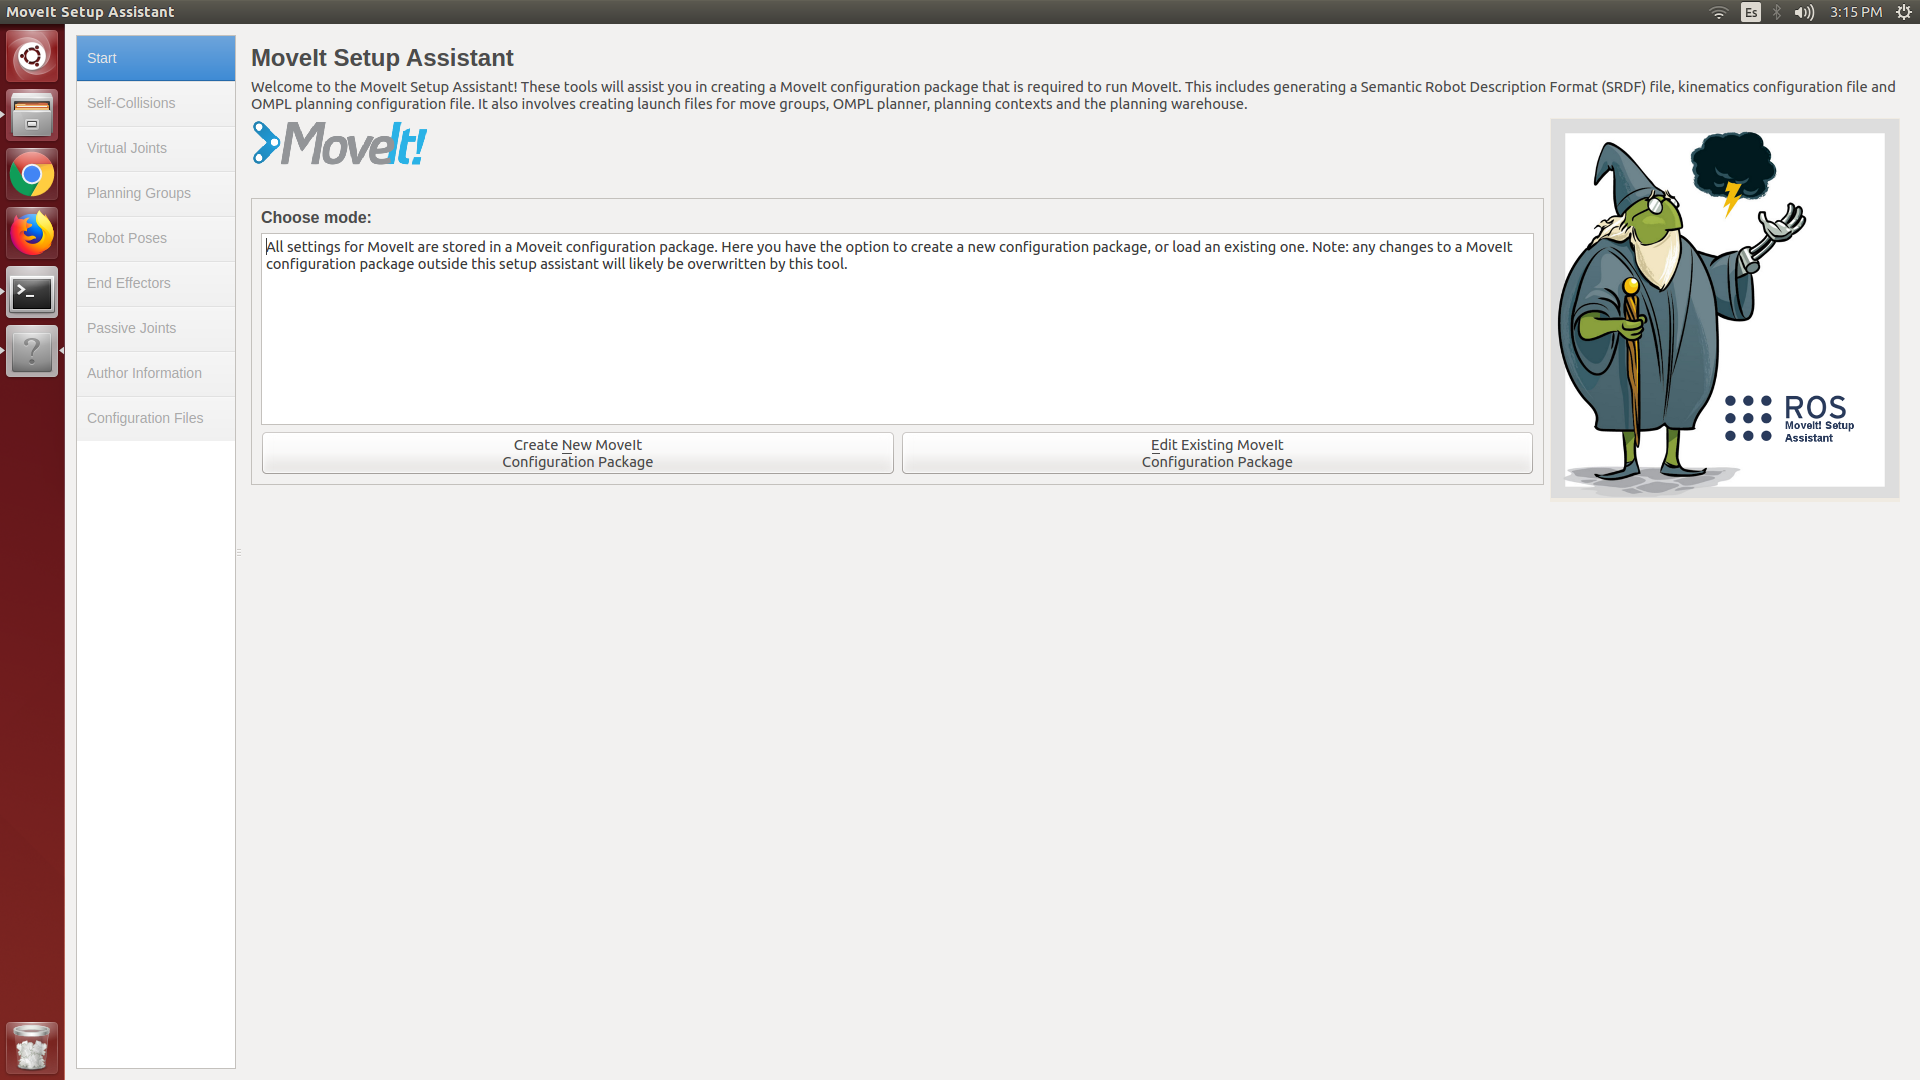 MoveIt Setup Assistant
Es
3:15 PM
Start
Self-Collisions
Virtual Joints
Planning Groups
Robot Poses
End Effectors
Passive Joints
Author Information
Configuration Files
MoveIt Setup Assistant
Welcome to the MoveIt Setup Assistant! These tools will assist you in creating a MoveIt configuration package that is required to run MoveIt. This includes generating a Semantic Robot Description Format (SRDF) file, kinematics configuration file and
OMPL planning configuration file. It also involves creating launch files for move groups, OMPL planner, planning contexts and the planning warehouse.
MoveIt!
Choose mode:
All settings for MoveIt are stored in a Moveit configuration package. Here you have the option to create a new configuration package, or load an existing one. Note: any changes to a MoveIt
configuration package outside this setup assistant will likely be overwritten by this tool.
Create New MoveIt
Configuration Package
Edit Existing MoveIt
Configuration Package
ROS
MoveIt! Setup
Assistant